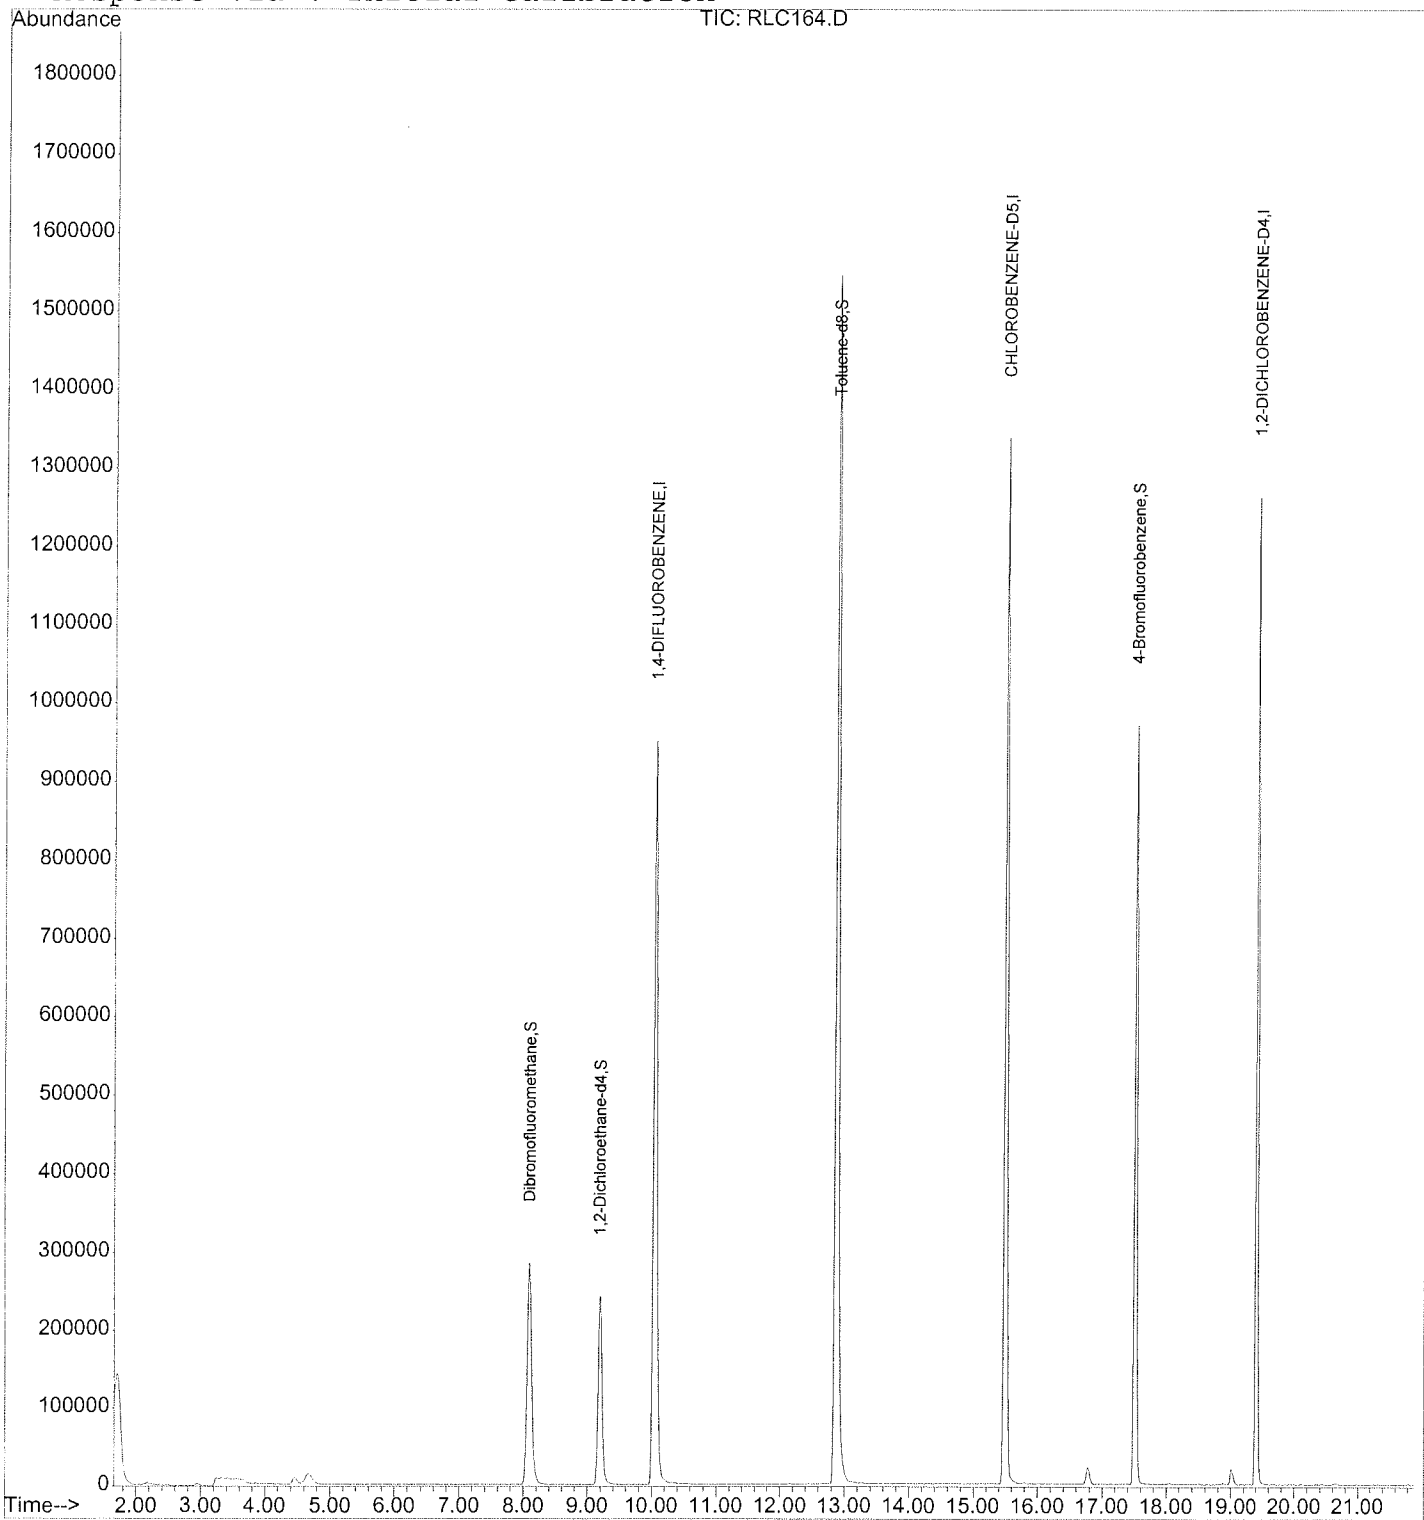 Response via : Initial Calibration
Abundance
TIC: RLC164.D
1800000
1700000
1600000
1500000
1400000
1300000
1200000
1100000
1000000
900000
800000
700000
600000
500000
400000
300000
200000
100000
0
Dibromofluoromethane,S
1,2-Dichloroethane-d4,S
1,4-DIFLUOROBENZENE,I
Toluene-d8,S
CHLOROBENZENE-D5,I
4-Bromofluorobenzene,S
1,2-DICHLOROBENZENE-D4,I
Time--> 2.00 3.00 4.00 5.00 6.00 7.00 8.00 9.00 10.00 11.00 12.00 13.00 14.00 15.00 16.00 17.00 18.00 19.00 20.00 21.00